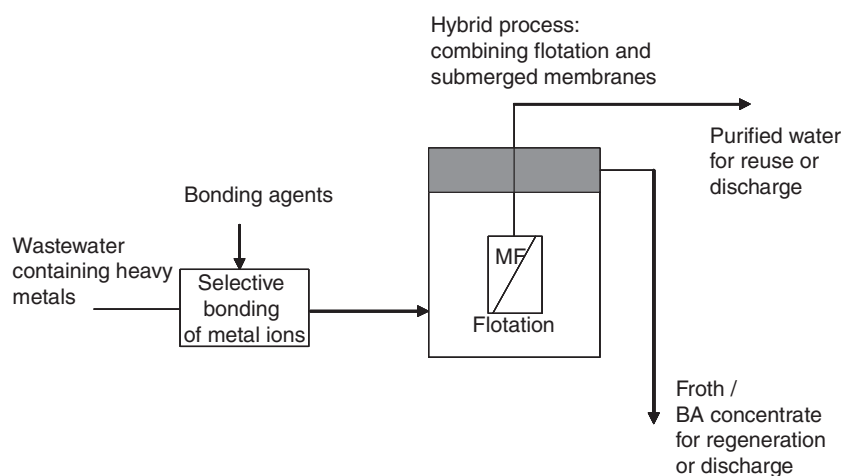 Hybrid process:
combining flotation and
submerged membranes
Purified water
for reuse or
discharge
Bonding agents
Wastewater
containing heavy
metals
Selective
bonding
of metal ions
MF
Flotation
Froth /
BA concentrate
for regeneration
or discharge